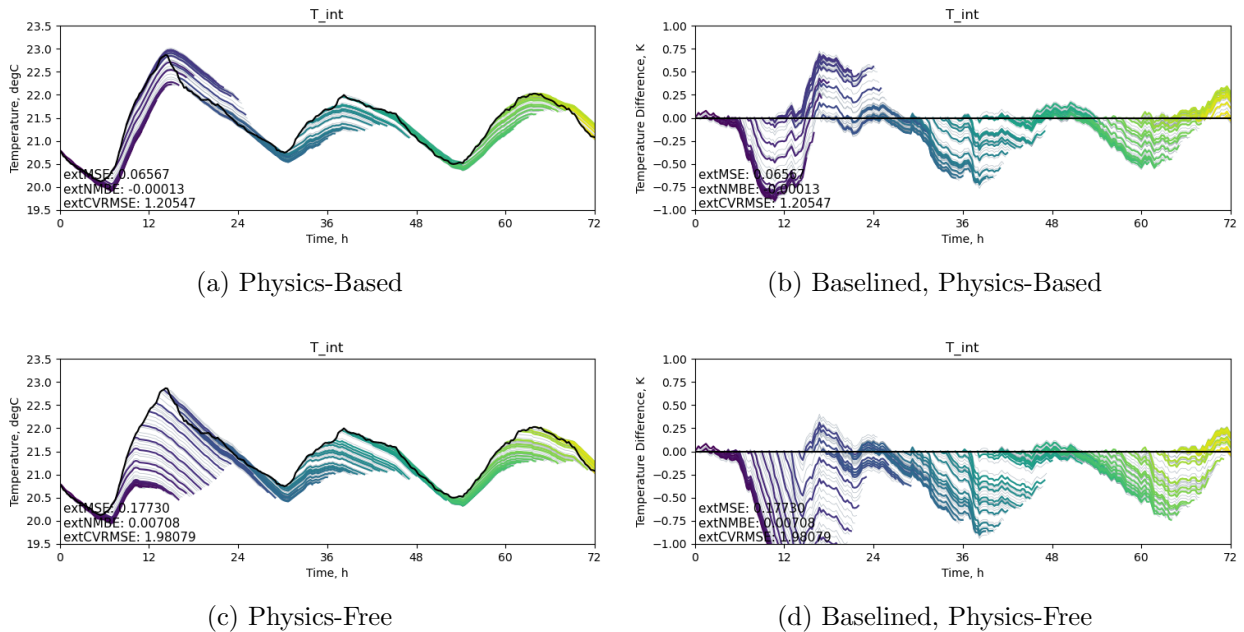 T_int
23.5
23.0
22.5
22.0
21.5
21.0
20.5
20.0
19.5
Temperature, degC
extMSE: 0.06567
extNMBE: -0.00013
extCVRMSE: 1.20547
0 12 24 36 48 60 72
Time, h
(a) Physics-Based
T_int
1.00
0.75
0.50
0.25
0.00
−0.25
−0.50
−0.75
−1.00
Temperature Difference, K
extMSE: 0.06567
extNMBE: -0.00013
extCVRMSE: 1.20547
0 12 24 36 48 60 72
Time, h
(b) Baselined, Physics-Based
T_int
23.5
23.0
22.5
22.0
21.5
21.0
20.5
20.0
19.5
Temperature, degC
extMSE: 0.17730
extNMBE: 0.00708
extCVRMSE: 1.98079
0 12 24 36 48 60 72
Time, h
(c) Physics-Free
T_int
1.00
0.75
0.50
0.25
0.00
−0.25
−0.50
−0.75
−1.00
Temperature Difference, K
extMSE: 0.17730
extNMBE: 0.00708
extCVRMSE: 1.98079
0 12 24 36 48 60 72
Time, h
(d) Baselined, Physics-Free